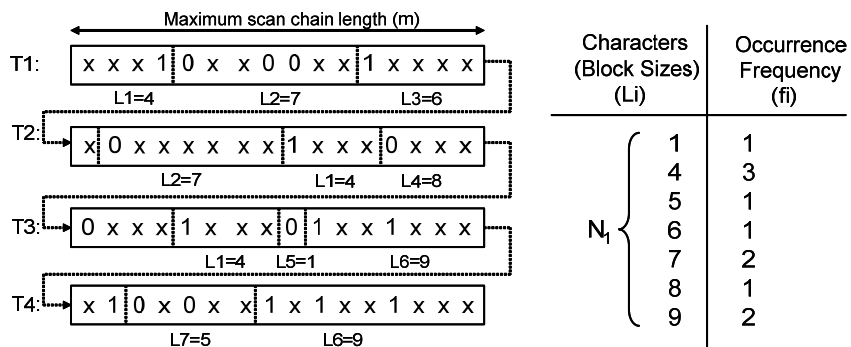 Maximum scan chain length (m)
T1: x x x 1 0 x x 0 0 x x 1 x x x x
L1=4 L2=7 L3=6
T2: x 0 x x x x x x 1 x x x 0 x x x
L2=7 L1=4 L4=8
T3: 0 x x x 1 x x x 0 1 x x 1 x x x
L1=4 L5=1 L6=9
T4: x 1 0 x 0 x x 1 x 1 x x 1 x x x
L7=5 L6=9
Characters
(Block Sizes)
(Li)
Occurrence
Frequency
(fi)
N1
1 1
4 3
5 1
6 1
7 2
8 1
9 2